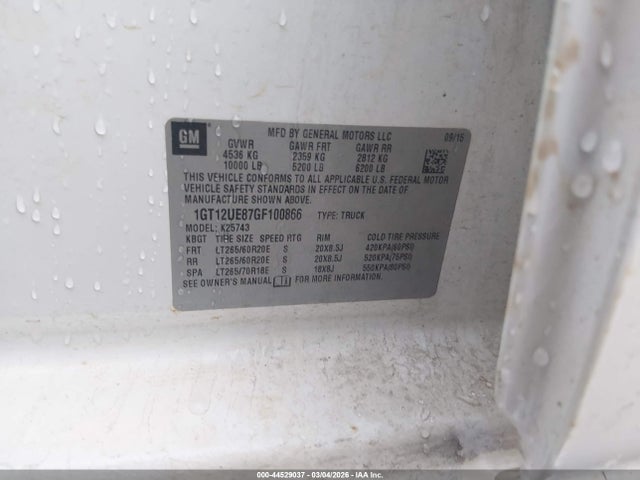 GM
MFD BY GENERAL MOTORS LLC 09/15
GVWR GAWR FRT GAWR RR
4536 KG 2359 KG 2812 KG
10000 LB 5200 LB 6200 LB
THIS VEHICLE CONFORMS TO ALL APPLICABLE U.S. FEDERAL MOTOR
VEHICLE SAFETY STANDARDS IN EFFECT ON THE DATE OF
MANUFACTURE SHOWN ABOVE.
1GT12UE87GF100866 TYPE: TRUCK
MODEL: K25743
KBGT TIRE SIZE SPEED RTG RIM COLD TIRE PRESSURE
FRT LT265/60R20E S 20X8.5J 420KPA(60PSI)
RR LT265/60R20E S 20X8.5J 520KPA(75PSI)
SPA LT265/70R18E S 18X8J 550KPA(80PSI)
SEE OWNER'S MANUAL FOR MORE INFORMATION.
000-44529037 - 03/04/2026 - IAA Inc.